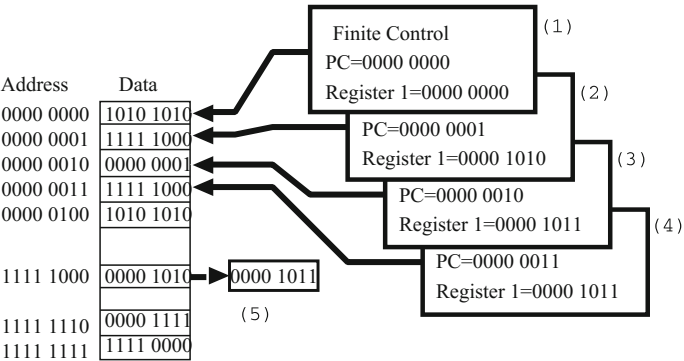 Finite Control
PC=0000 0000
Register 1=0000 0000
(1)
PC=0000 0001
Register 1=0000 1010
(2)
PC=0000 0010
Register 1=0000 1011
(3)
PC=0000 0011
Register 1=0000 1011
(4)
Address Data
0000 0000 1010 1010
0000 0001 1111 1000
0000 0010 0000 0001
0000 0011 1111 1000
0000 0100 1010 1010
1111 1000 0000 1010 0000 1011
(5)
1111 1110 0000 1111
1111 1111 1111 0000